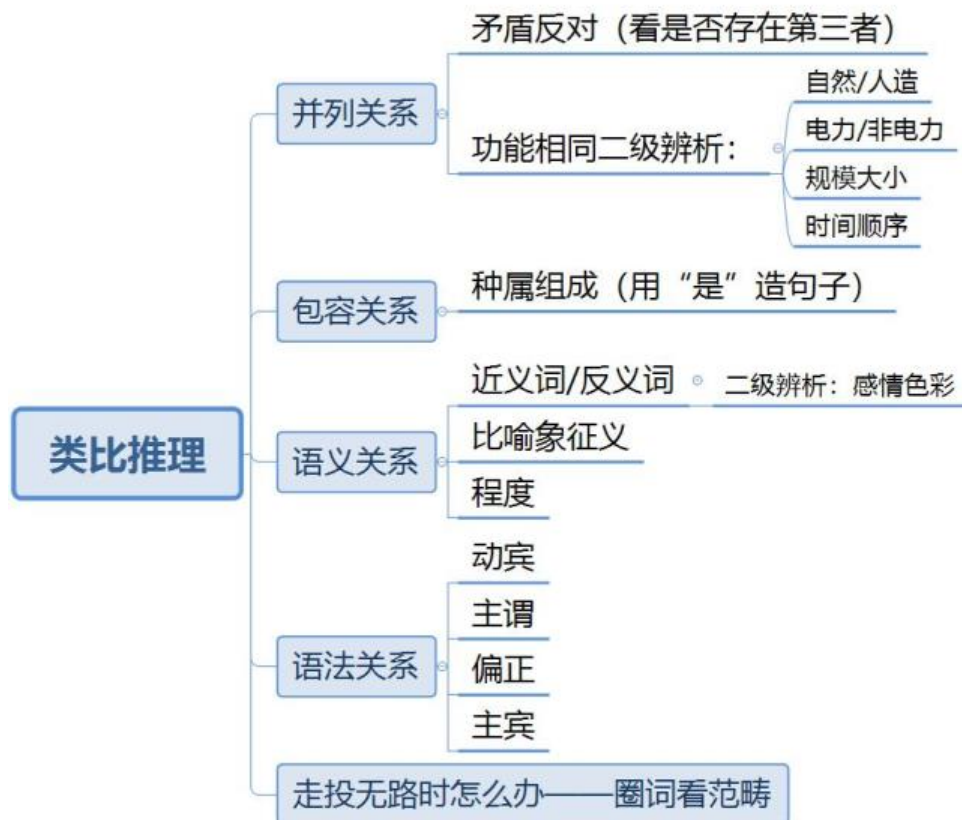 类比推理
并列关系
矛盾反对（看是否存在第三者）
功能相同二级辨析：
自然/人造
电力/非电力
规模大小
时间顺序
包容关系
种属组成（用“是”造句子）
语义关系
近义词/反义词
二级辨析：感情色彩
比喻象征义
程度
语法关系
动宾
主谓
偏正
主宾
走投无路时怎么办——圈词看范畴